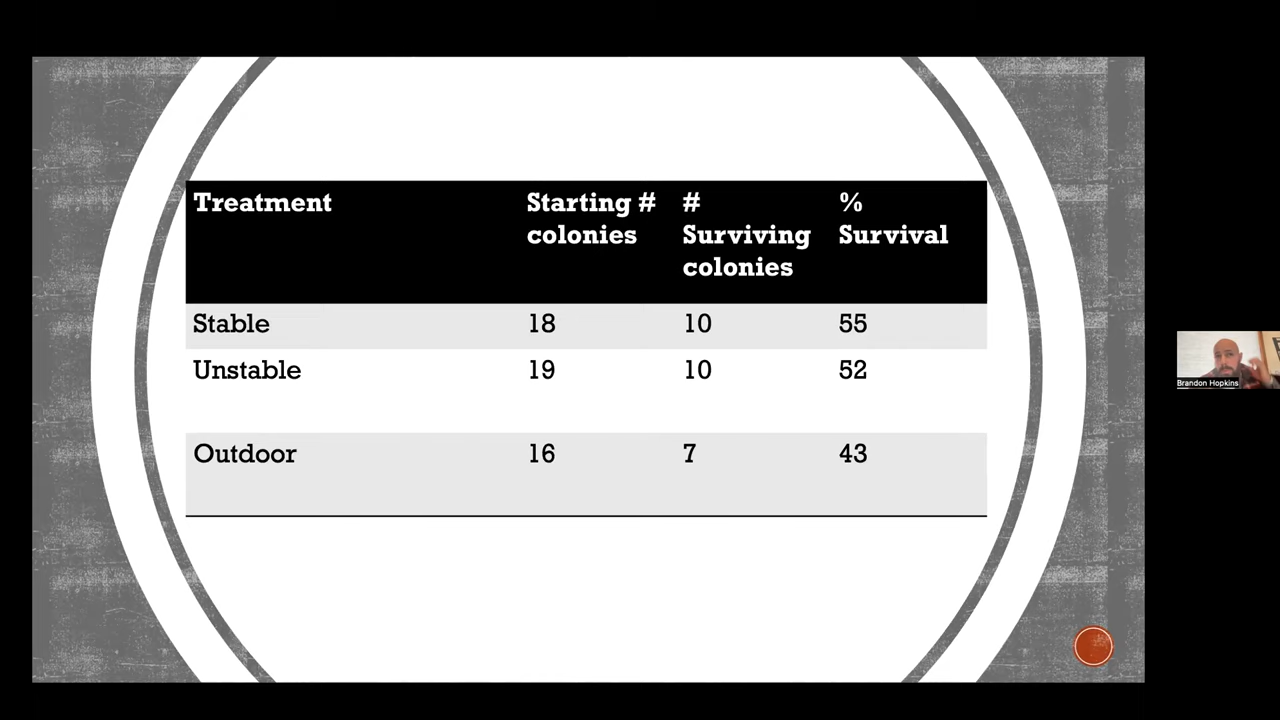 Treatment Starting # # %
colonies Surviving Survival
colonies
Stable 18 10 55
Unstable 19 10 52
Outdoor 16 7 43
Brandon Hopkins